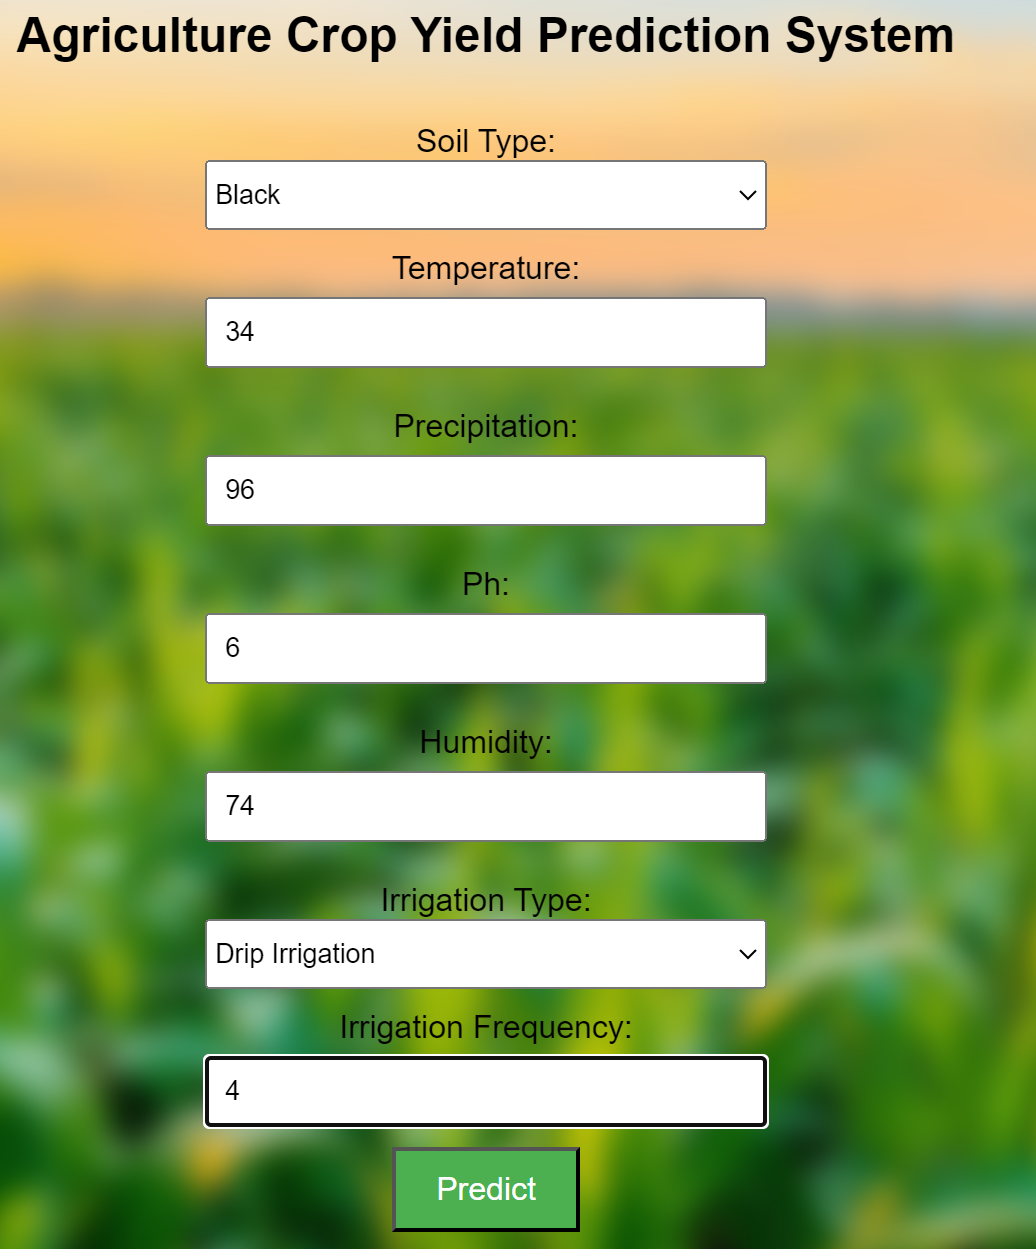 Agriculture Crop Yield Prediction System
Soil Type:
Black
Temperature:
34
Precipitation:
96
Ph:
6
Humidity:
74
Irrigation Type:
Drip Irrigation
Irrigation Frequency:
4
Predict